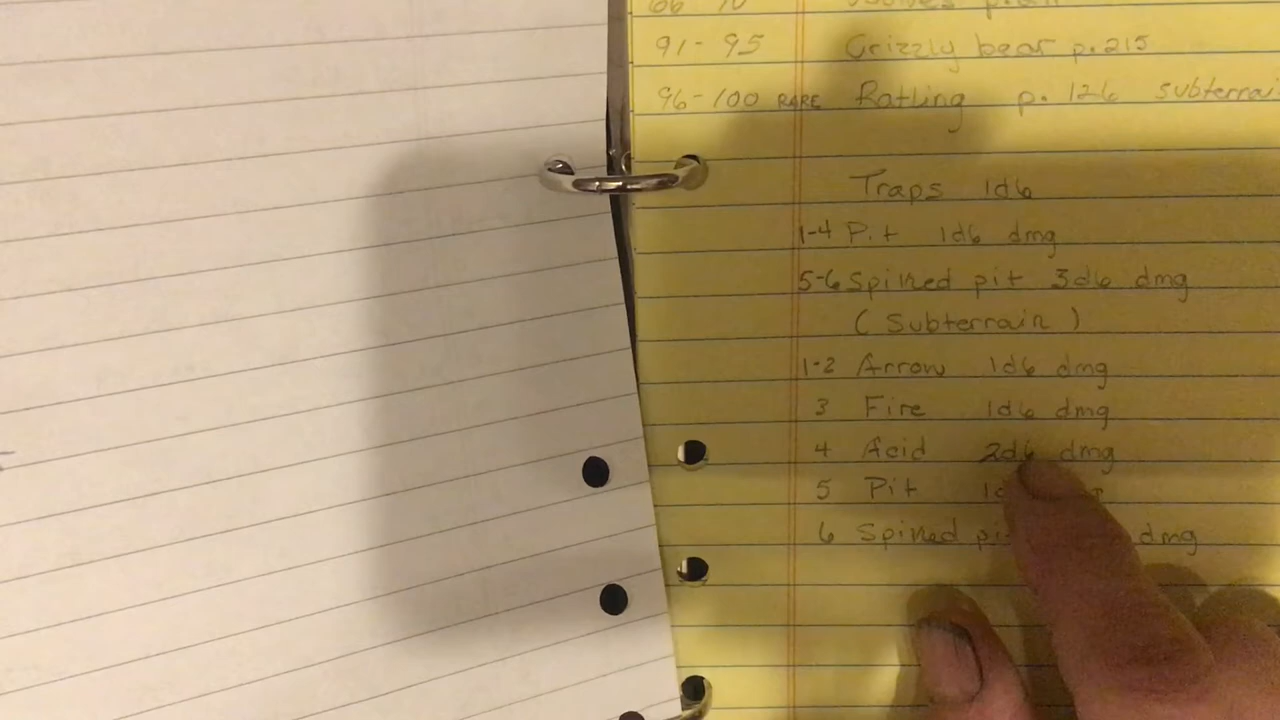 91-95 Grizzly bear p.215
96-100 RARE Ratling p. 126 subterrai
Traps 1d6
1-4 Pit 1d6 dmg
5-6 Spiked pit 3d6 dmg
(Subterrain)
1-2 Arrow 1d6 dmg
3 Fire 1d6 dmg
4 Acid 2d6 dmg
5 Pit
6 Spiked dmg